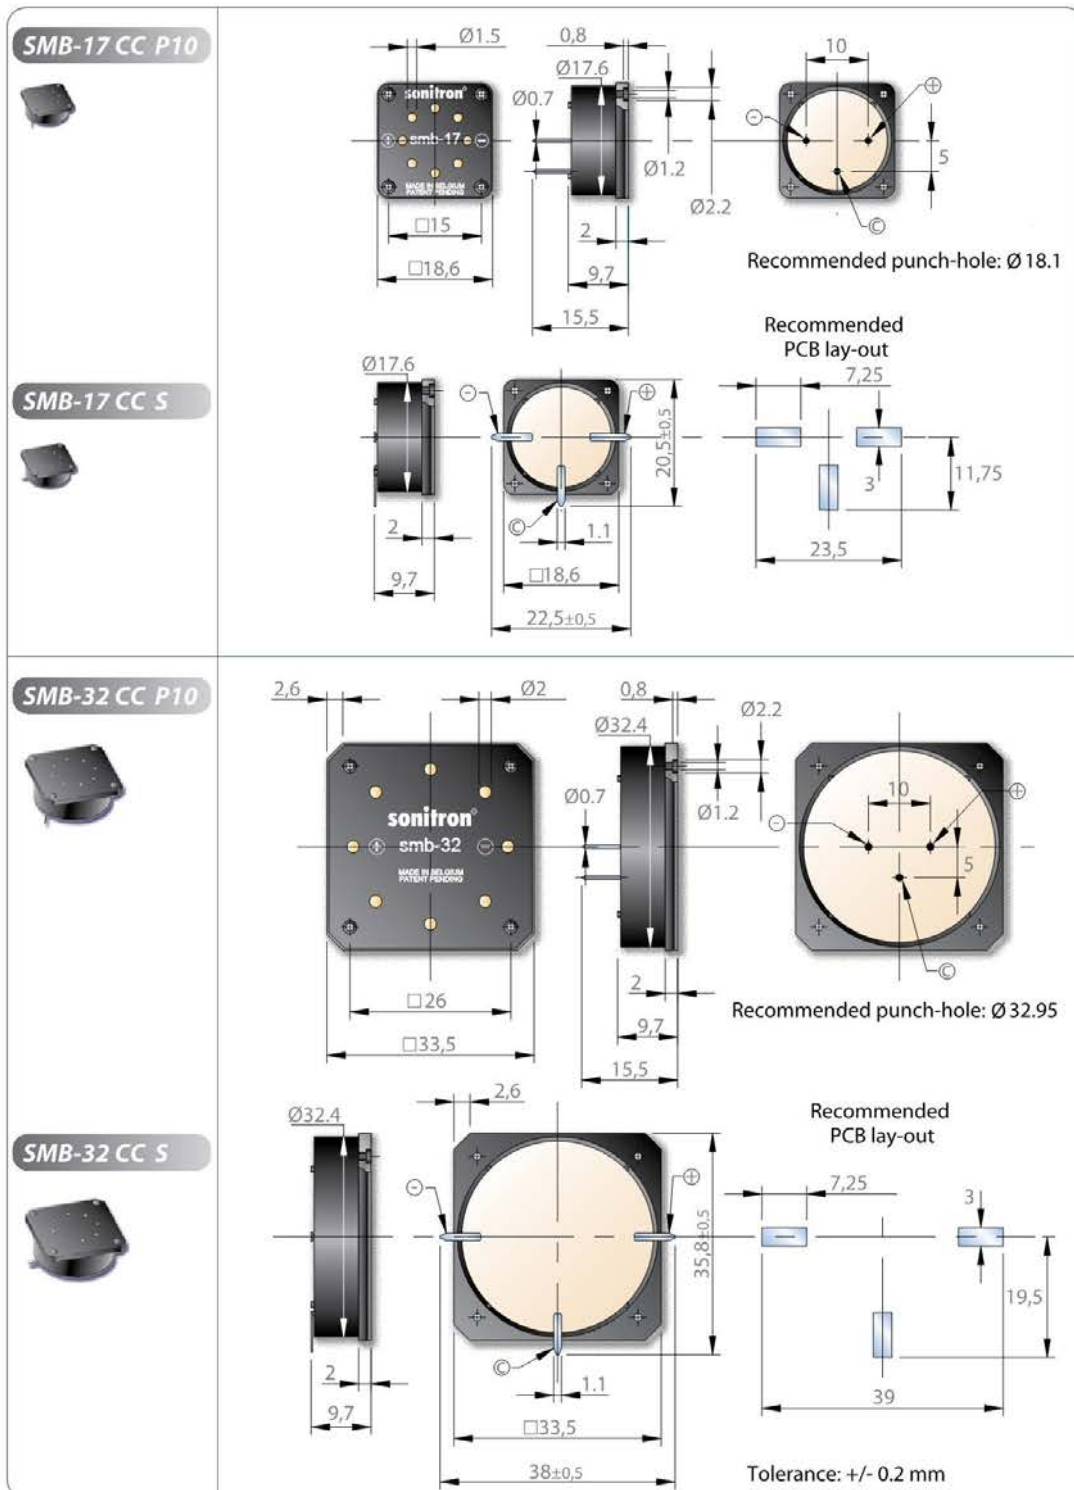 SMB-17 CC P10
Ø1.5
0,8
10
Ø17.6
sonitron®
Ø0.7
smb-17
MADE IN BELGIUM
PATENT PENDING
Ø1.2
5
Ø2.2
□15
2
©
□18,6
9,7
15,5
Recommended punch-hole: Ø 18.1
Recommended
PCB lay-out
SMB-17 CC S
Ø17.6
7,25
20,5±0,5
3
11,75
2
©
1.1
23,5
9,7
□18,6
22,5±0,5
SMB-32 CC P10
2,6
Ø2
0,8
Ø32.4
Ø2.2
Ø0.7
Ø1.2
10
sonitron®
smb-32
MADE IN BELGIUM
PATENT PENDING
5
©
2
□26
9,7
□33,5
15,5
Recommended punch-hole: Ø 32.95
SMB-32 CC S
Ø32.4
2,6
Recommended
PCB lay-out
7,25
3
35,8±0,5
19,5
©
2
1.1
9,7
39
□33,5
38±0,5
Tolerance: +/- 0.2 mm